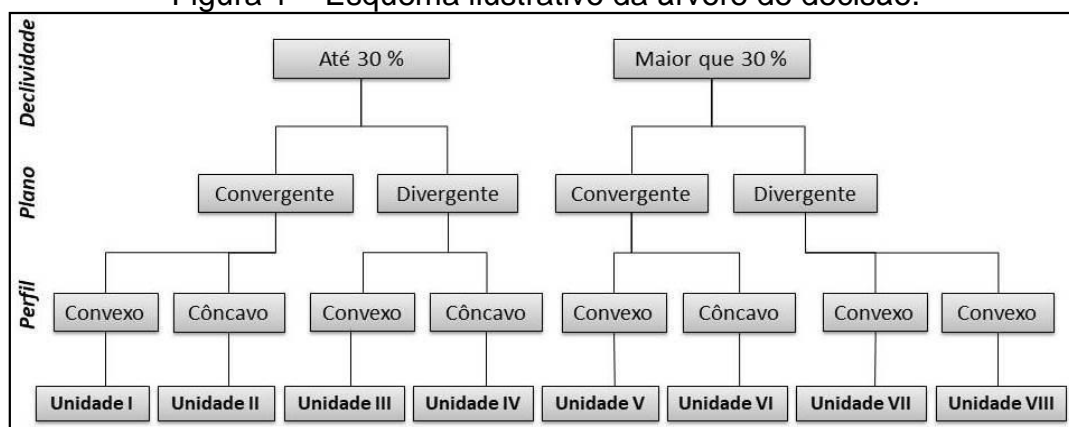 Figura 1 – Esquema ilustrativo da árvore de decisão.
Declividade
Até 30 %
Maior que 30 %
Plano
Convergente
Divergente
Convergente
Divergente
Perfil
Convexo
Côncavo
Convexo
Côncavo
Convexo
Côncavo
Convexo
Convexo
Unidade I
Unidade II
Unidade III
Unidade IV
Unidade V
Unidade VI
Unidade VII
Unidade VIII